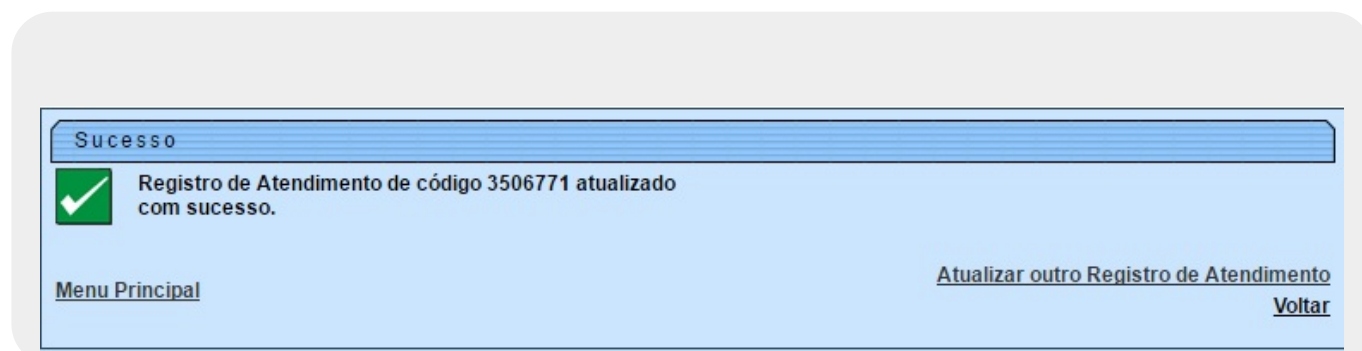 Sucesso
Registro de Atendimento de código 3506771 atualizado
com sucesso.
Atualizar outro Registro de Atendimento
Menu Principal
Voltar